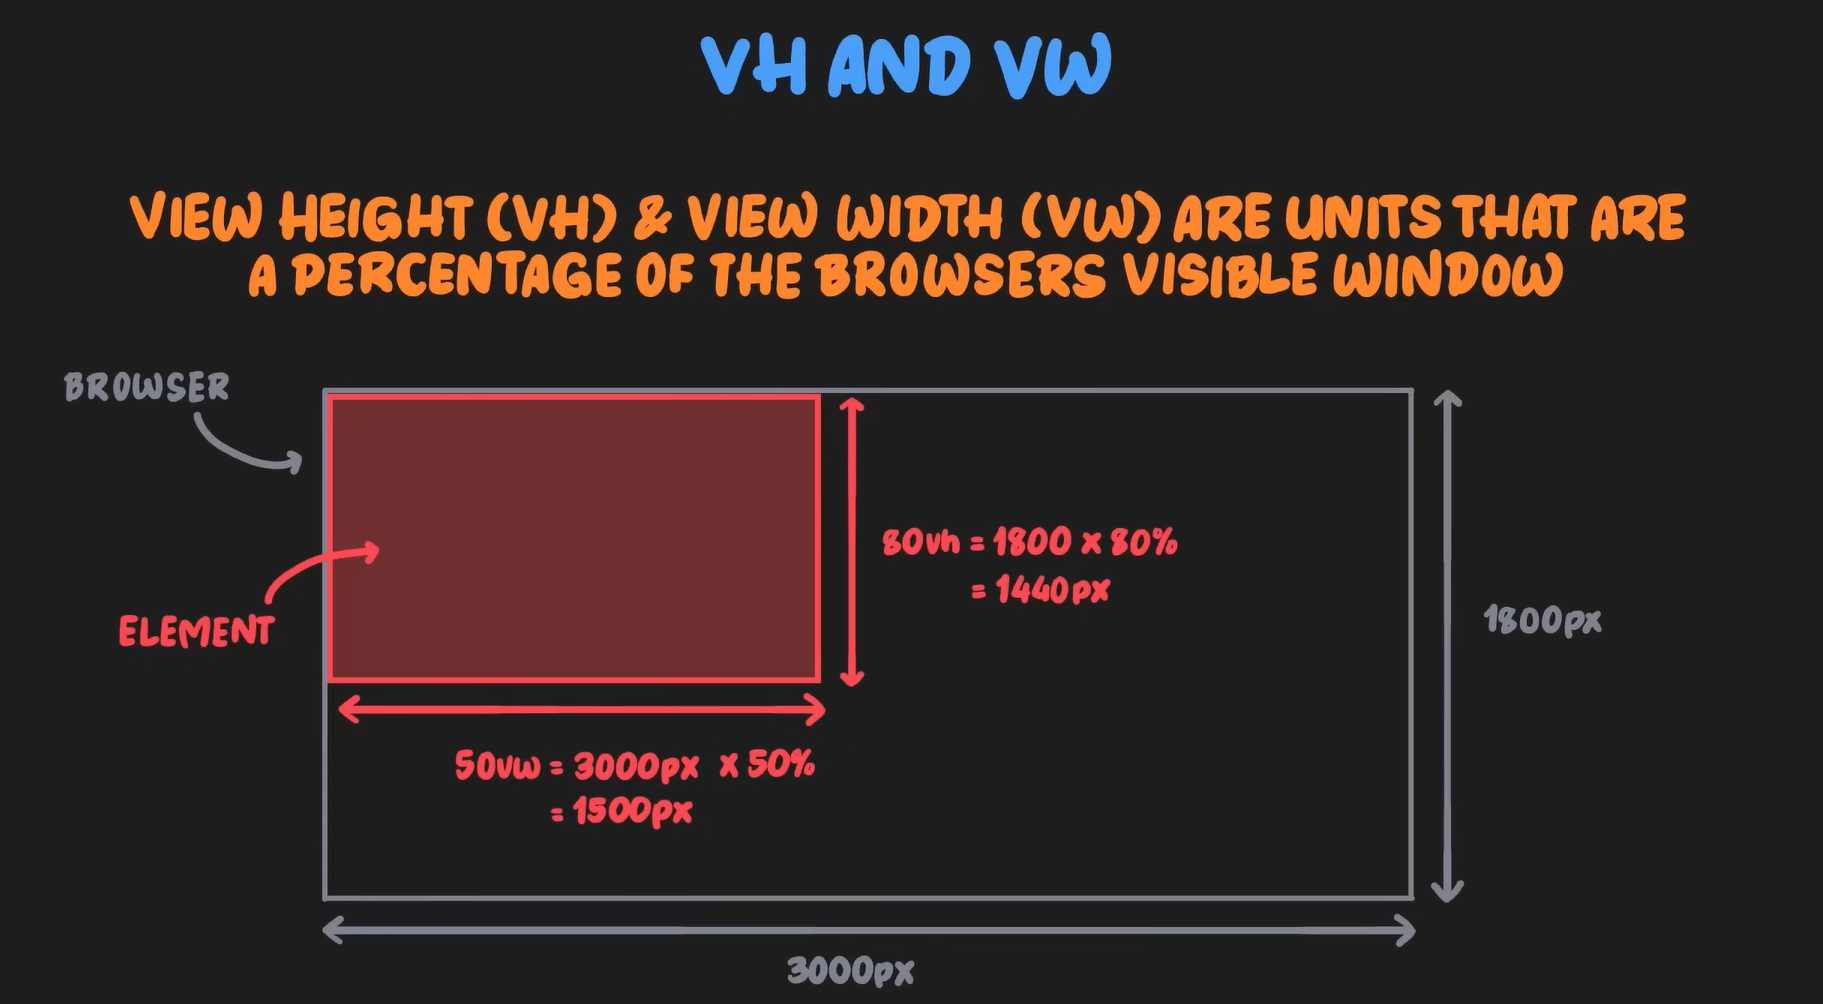 VH AND VW
VIEW HEIGHT (VH) & VIEW WIDTH (VW) ARE UNITS THAT ARE
A PERCENTAGE OF THE BROWSERS VISIBLE WINDOW
BROWSER
ELEMENT
80vh = 1800 x 80%
= 1440px
1800px
50vw = 3000px x 50%
= 1500px
3000px